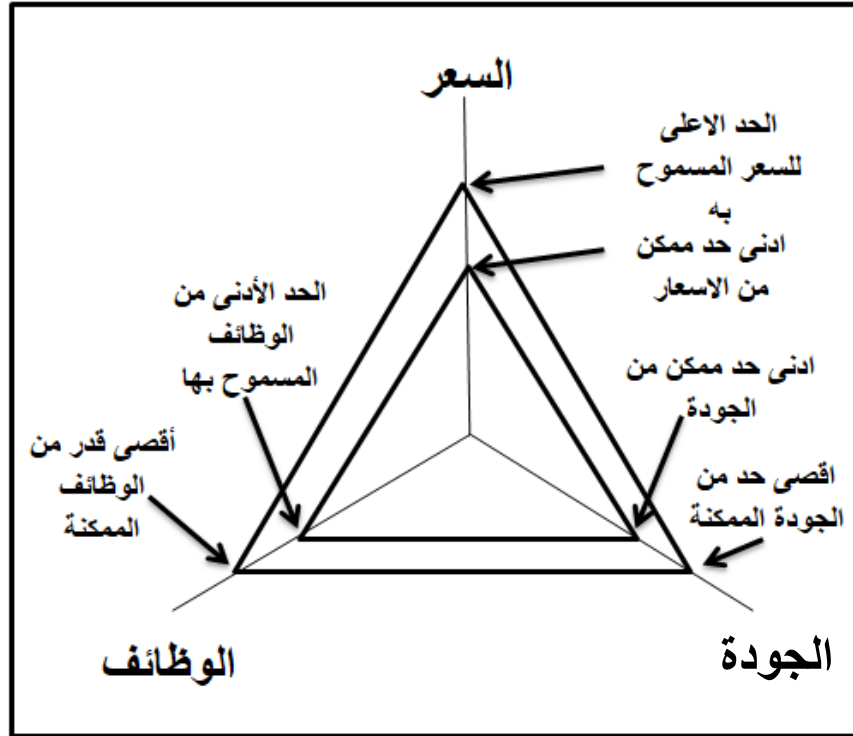 السعر
الحد الاعلى
للسعر المسموح
به
ادنى حد ممكن
من الاسعار
الحد الأدنى من
الوظائف
المسموح بها
ادنى حد ممكن من
الجودة
أقصى قدر من
الوظائف
الممكنة
اقصى حد من
الجودة الممكنة
الوظائف
الجودة